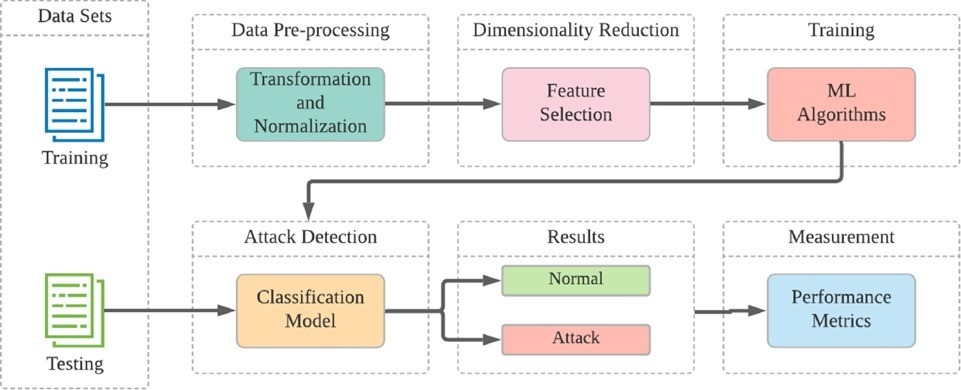 Data Sets
Training
Testing
Data Pre-processing
Transformation
and
Normalization
Dimensionality Reduction
Feature
Selection
Training
ML
Algorithms
Attack Detection
Classification
Model
Results
Normal
Attack
Measurement
Performance
Metrics